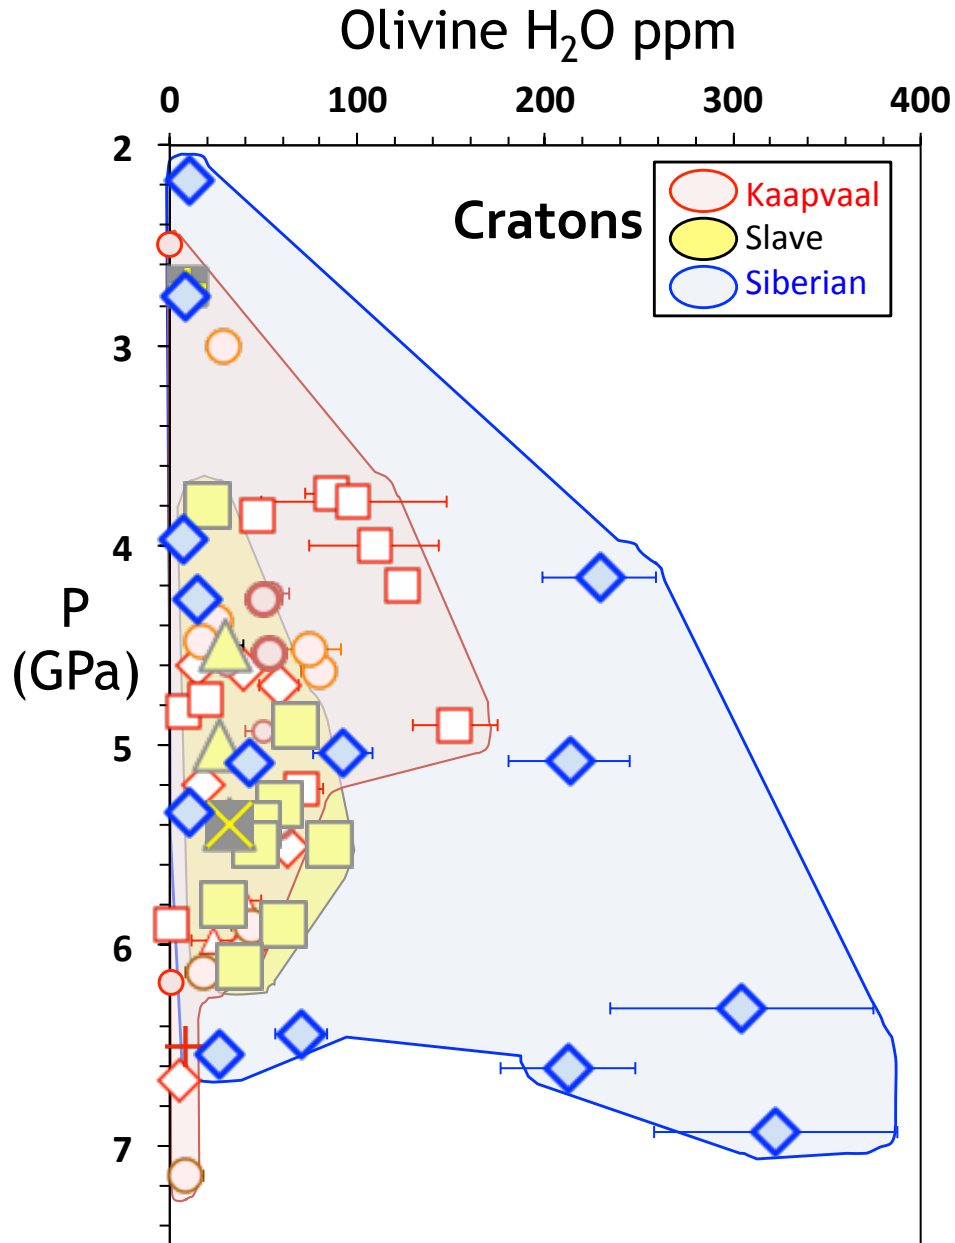 Olivine H₂O ppm
0 100 200 300 400
2
Kaapvaal
Cratons
Slave
Siberian
3
4
P
(GPa)
5
6
7